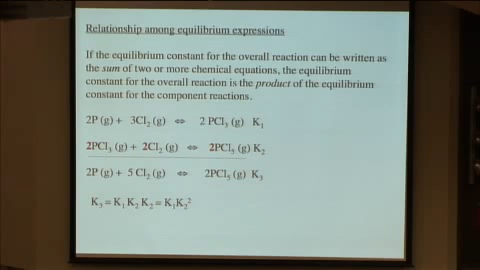 Relationship among equilibrium expressions
If the equilibrium constant for the overall reaction can be written as
the sum of two or more chemical equations, the equilibrium
constant for the overall reaction is the product of the equilibrium
constant for the component reactions.
2P (g) + 3Cl₂ (g) ⇔ 2 PCl₃ (g) K₁
2PCl₃ (g) + 2Cl₂ (g) ⇔ 2PCl₅ (g) K₂
2P (g) + 5 Cl₂ (g) ⇔ 2PCl₅ (g) K₃
K₃ = K₁ K₂ K₂ = K₁K₂²